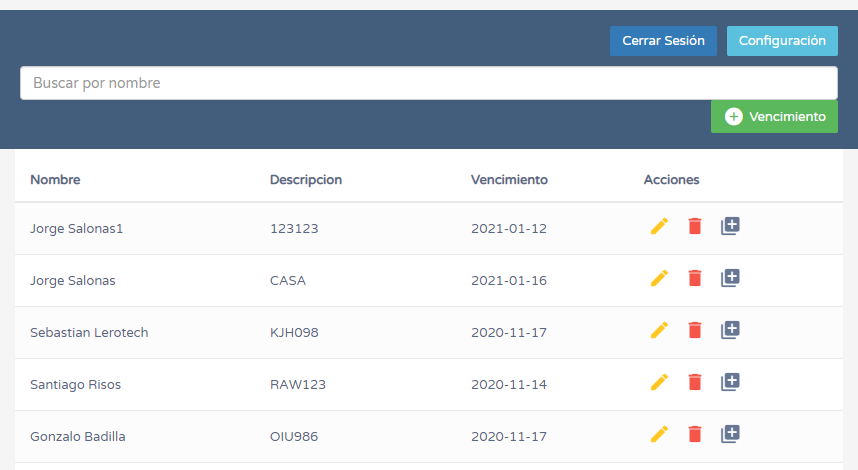 Cerrar Sesión Configuración
Buscar por nombre
Vencimiento
Nombre Descripcion Vencimiento Acciones
Jorge Salonas1 123123 2021-01-12
Jorge Salonas CASA 2021-01-16
Sebastian Lerotech KJH098 2020-11-17
Santiago Risos RAW123 2020-11-14
Gonzalo Badilla OIU986 2020-11-17